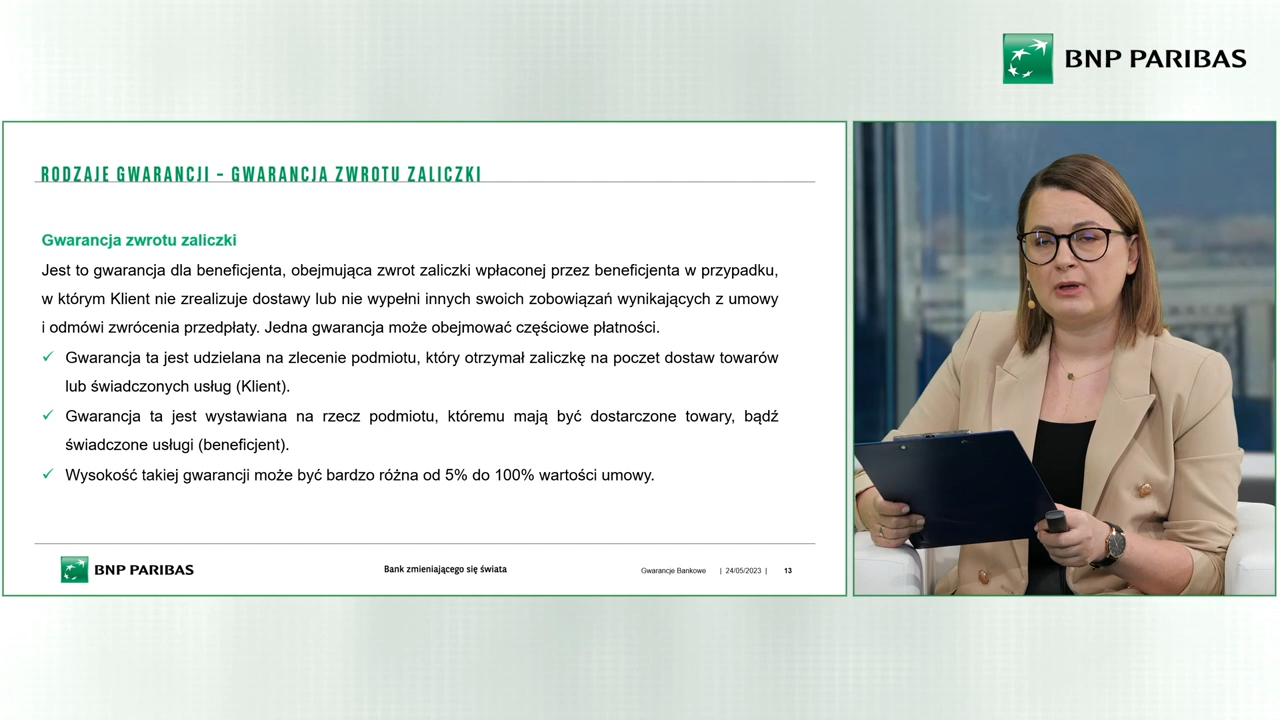 BNP PARIBAS
RODZAJE GWARANCJI – GWARANCJA ZWROTU ZALICZKI
Gwarancja zwrotu zaliczki
Jest to gwarancja dla beneficjenta, obejmująca zwrot zaliczki wpłaconej przez beneficjenta w przypadku,
w którym Klient nie zrealizuje dostawy lub nie wypełni innych swoich zobowiązań wynikających z umowy
i odmówi zwrócenia przedpłaty. Jedna gwarancja może obejmować częściowe płatności.
✓ Gwarancja ta jest udzielana na zlecenie podmiotu, który otrzymał zaliczkę na poczet dostaw towarów
lub świadczonych usług (Klient).
✓ Gwarancja ta jest wystawiana na rzecz podmiotu, któremu mają być dostarczone towary, bądź
świadczone usługi (beneficjent).
✓ Wysokość takiej gwarancji może być bardzo różna od 5% do 100% wartości umowy.
BNP PARIBAS
Bank zmieniającego się świata
Gwarancje Bankowe | 24/05/2023 | 13